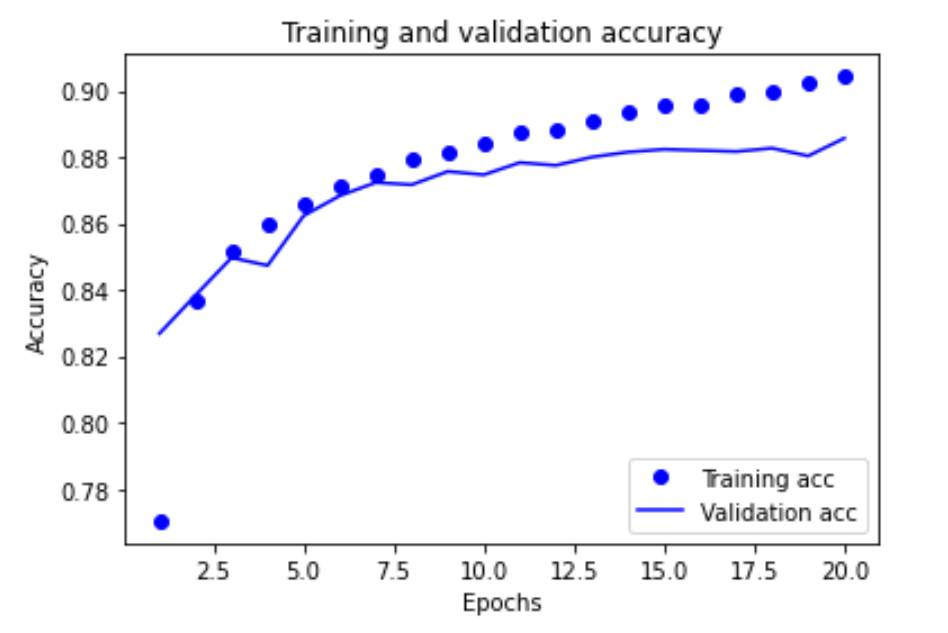 Training and validation accuracy
0.90
0.88
0.86
0.84
0.82
0.80
0.78
Accuracy
Training acc
Validation acc
2.5 5.0 7.5 10.0 12.5 15.0 17.5 20.0
Epochs